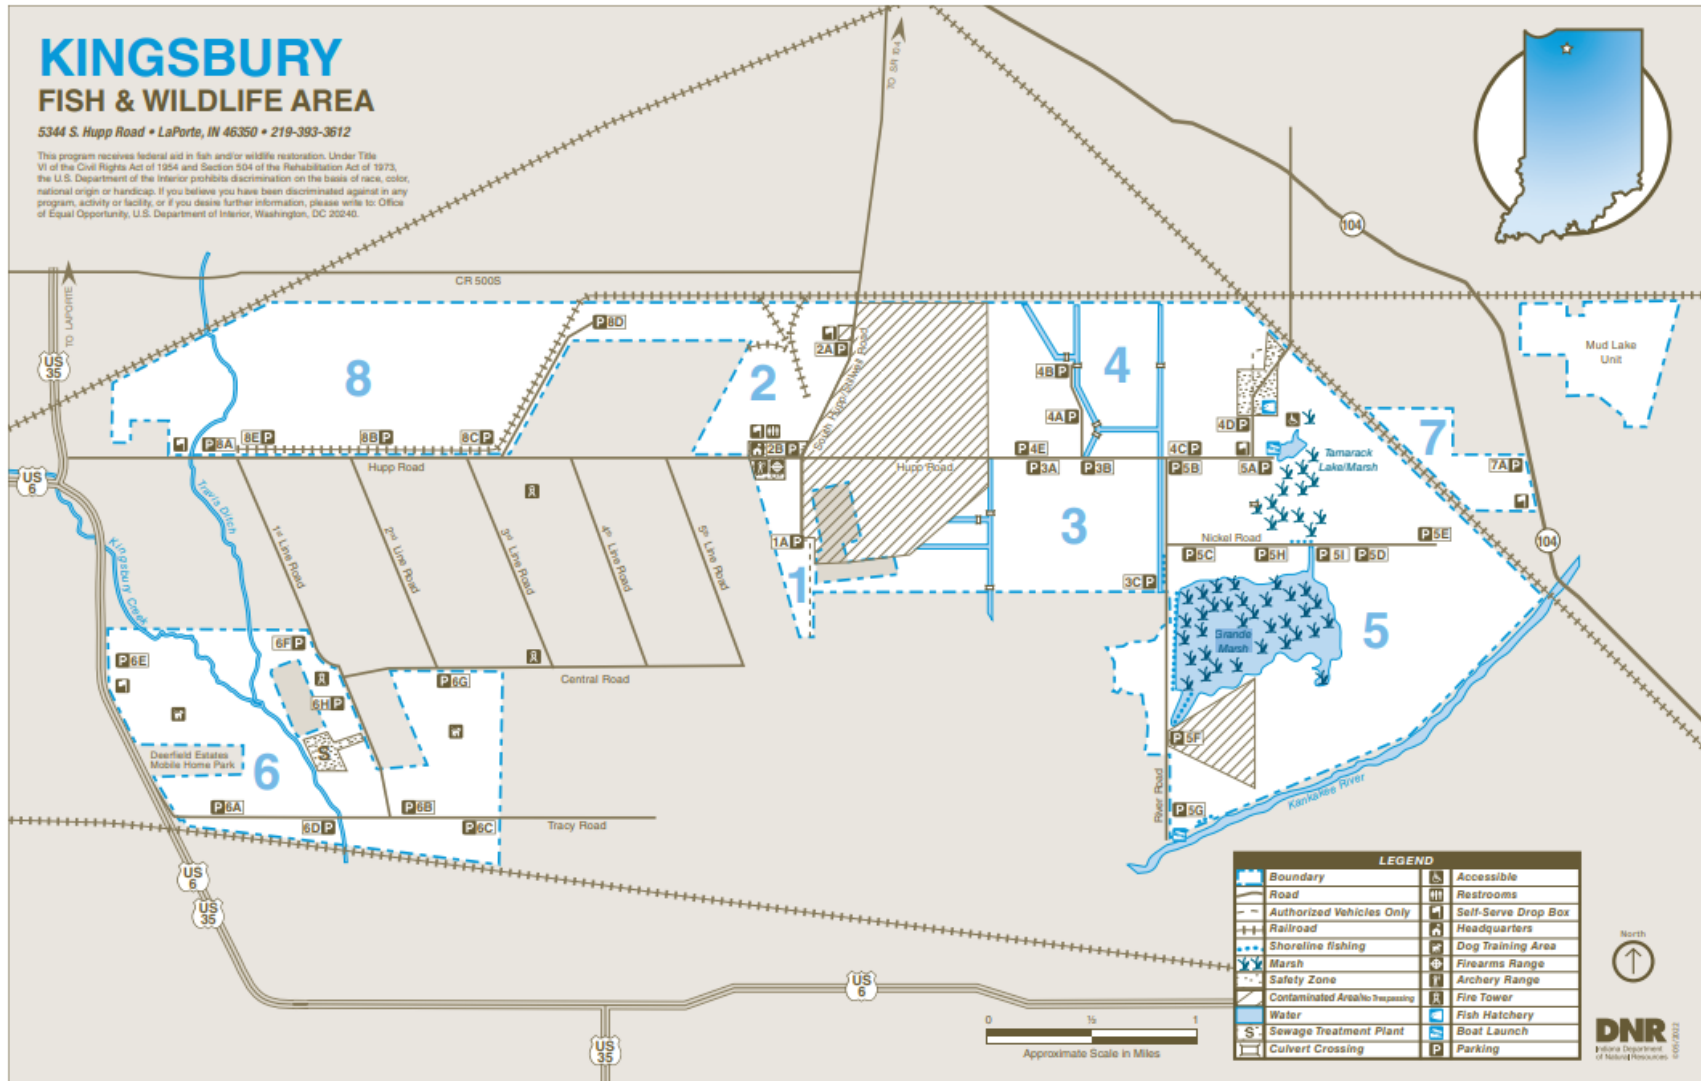 KINGSBURY
FISH & WILDLIFE AREA
5344 S. Hupp Road • LaPorte, IN 46350 • 219-393-3612
This program receives federal aid in fish and/or wildlife restoration. Under Title
VI of the Civil Rights Act of 1954 and Section 504 of the Rehabilitation Act of 1973,
the U.S. Department of the Interior prohibits discrimination on the basis of race, color,
national origin or handicap. If you believe you have been discriminated against in any
program, activity or facility, or if you desire further information, please write to: Office
of Equal Opportunity, U.S. Department of Interior, Washington, DC 20240.
TO SR 104
104
CR 500S
TO LAPORTE
US
35
US
6
8
P 8D
8E P
8B P
8C P
P 8A
Hupp Road
2
2A P
2B P
South Hupp/Stillwell Road
Hupp Road
4
4B P
4A P
P 4E
4C P
4D P
P 3A
P 3B
P 5B
5A P
Tamarack
Lake/Marsh
7
7A P
Mud Lake
Unit
104
Travis Ditch
Kingsbury Creek
1st Line Road
2nd Line Road
3rd Line Road
4th Line Road
5th Line Road
1A P
1
3
3C P
Nickel Road
P 5C
P 5H
P 5I
P 5D
P 5E
Grande
Marsh
5
P 6E
6F P
6H P
P 6G
Central Road
S
Deerfield Estates
Mobile Home Park
6
P 6A
6D P
P 6B
P 6C
Tracy Road
P 5F
P 5G
River Road
Kankakee River
US
6
US
35
US
6
US
35
0 ½ 1
Approximate Scale in Miles
LEGEND
Boundary
Road
Authorized Vehicles Only
Railroad
Shoreline fishing
Marsh
Safety Zone
Contaminated Area/No Trespassing
Water
S Sewage Treatment Plant
Culvert Crossing
Accessible
Restrooms
Self-Serve Drop Box
Headquarters
Dog Training Area
Firearms Range
Archery Range
Fire Tower
Fish Hatchery
Boat Launch
P Parking
North
DNR
Indiana Department
of Natural Resources